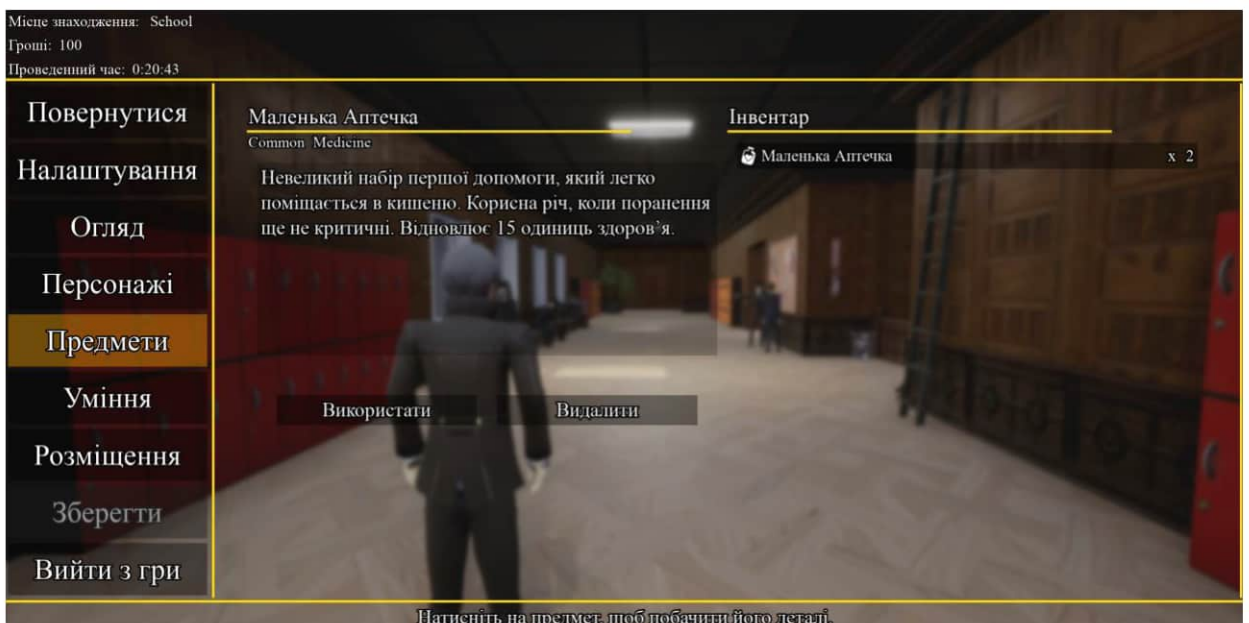 Місце знаходження: School
Гроші: 100
Проведенний час: 0:20:43
Повернутися
Налаштування
Огляд
Персонажі
Предмети
Уміння
Розміщення
Зберегти
Вийти з гри
Маленька Аптечка
Common Medicine
Невеликий набір першої допомоги, який легко
поміщається в кишеню. Корисна річ, коли поранення
ще не критичні. Відновлює 15 одиниць здоров’я.
Використати Видалити
Інвентар
Маленька Аптечка x 2
Натисніть на предмет, щоб побачити його деталі.